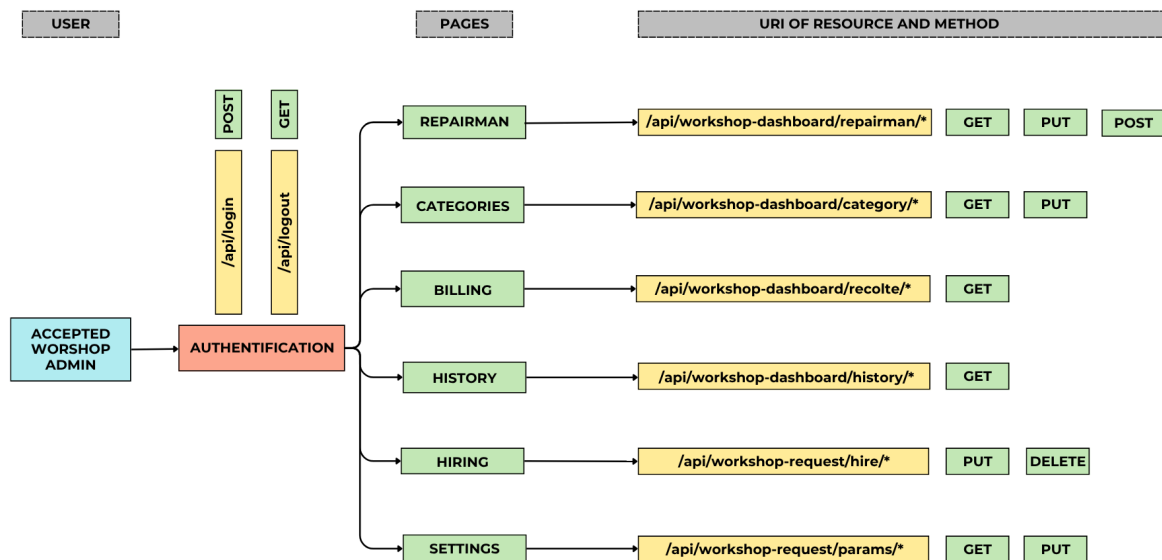 USER
PAGES
URI OF RESOURCE AND METHOD
POST
GET
/api/login
/api/logout
ACCEPTED
WORSHOP
ADMIN
AUTHENTIFICATION
REPAIRMAN
/api/workshop-dashboard/repairman/*
GET
PUT
POST
CATEGORIES
/api/workshop-dashboard/category/*
GET
PUT
BILLING
/api/workshop-dashboard/recolte/*
GET
HISTORY
/api/workshop-dashboard/history/*
GET
HIRING
/api/workshop-request/hire/*
PUT
DELETE
SETTINGS
/api/workshop-request/params/*
GET
PUT